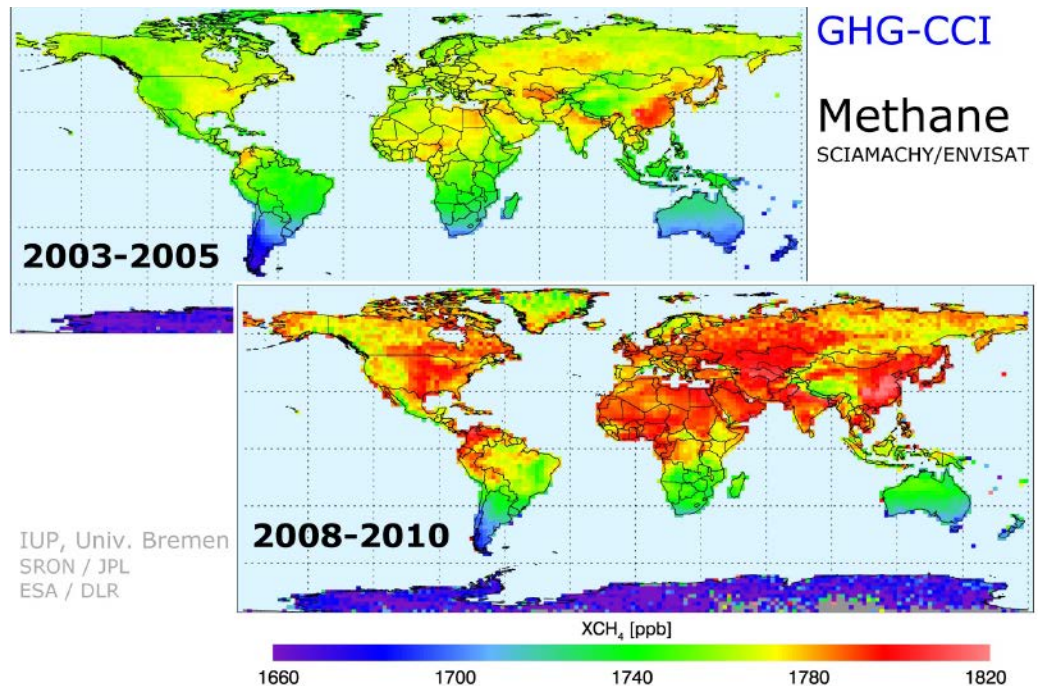 GHG-CCI
Methane
SCIAMACHY/ENVISAT
2003-2005
2008-2010
IUP, Univ. Bremen
SRON / JPL
ESA / DLR
XCH₄ [ppb]
1660 1700 1740 1780 1820